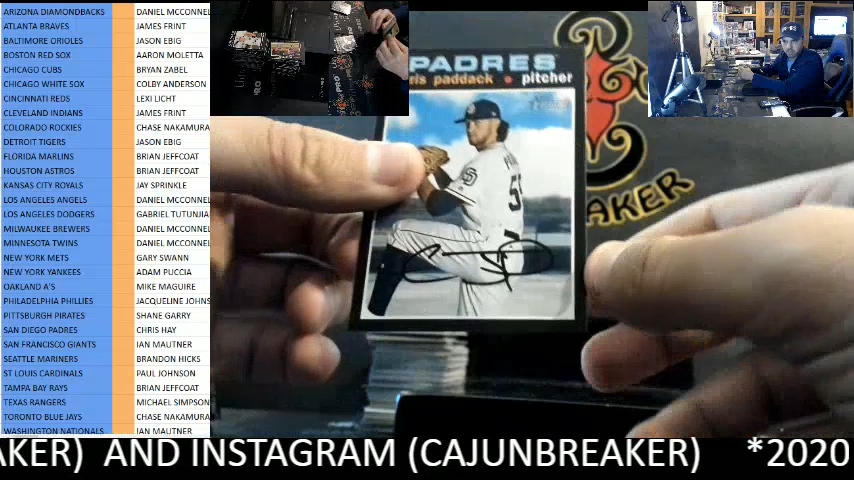 ARIZONA DIAMONDBACKS DANIEL MCCONNEL
ATLANTA BRAVES JAMES FRINT
BALTIMORE ORIOLES JASON EBIG
BOSTON RED SOX AARON MOLETTA
CHICAGO CUBS BRYAN ZABEL
CHICAGO WHITE SOX COLBY ANDERSON
CINCINNATI REDS LEXI LICHT
CLEVELAND INDIANS JAMES FRINT
COLORADO ROCKIES CHASE NAKAMURA
DETROIT TIGERS JASON EBIG
FLORIDA MARLINS BRIAN JEFFCOAT
HOUSTON ASTROS BRIAN JEFFCOAT
KANSAS CITY ROYALS JAY SPRINKLE
LOS ANGELES ANGELS DANIEL MCCONNEL
LOS ANGELES DODGERS GABRIEL TUTUNJIA
MILWAUKEE BREWERS DANIEL MCCONNEL
MINNESOTA TWINS DANIEL MCCONNEL
NEW YORK METS GARY SWANN
NEW YORK YANKEES ADAM PUCCIA
OAKLAND A'S MIKE MAGUIRE
PHILADELPHIA PHILLIES JACQUELINE JOHNS
PITTSBURGH PIRATES SHANE GARRY
SAN DIEGO PADRES CHRIS HAY
SAN FRANCISCO GIANTS IAN MAUTNER
SEATTLE MARINERS BRANDON HICKS
ST LOUIS CARDINALS PAUL JOHNSON
TAMPA BAY RAYS BRIAN JEFFCOAT
TEXAS RANGERS MICHAEL SIMPSON
TORONTO BLUE JAYS CHASE NAKAMURA
WASHINGTON NATIONALS IAN MAUTNER
PADRES
ris paddack • pitcher
SD
EAKER
AKER) AND INSTAGRAM (CAJUNBREAKER) *2020